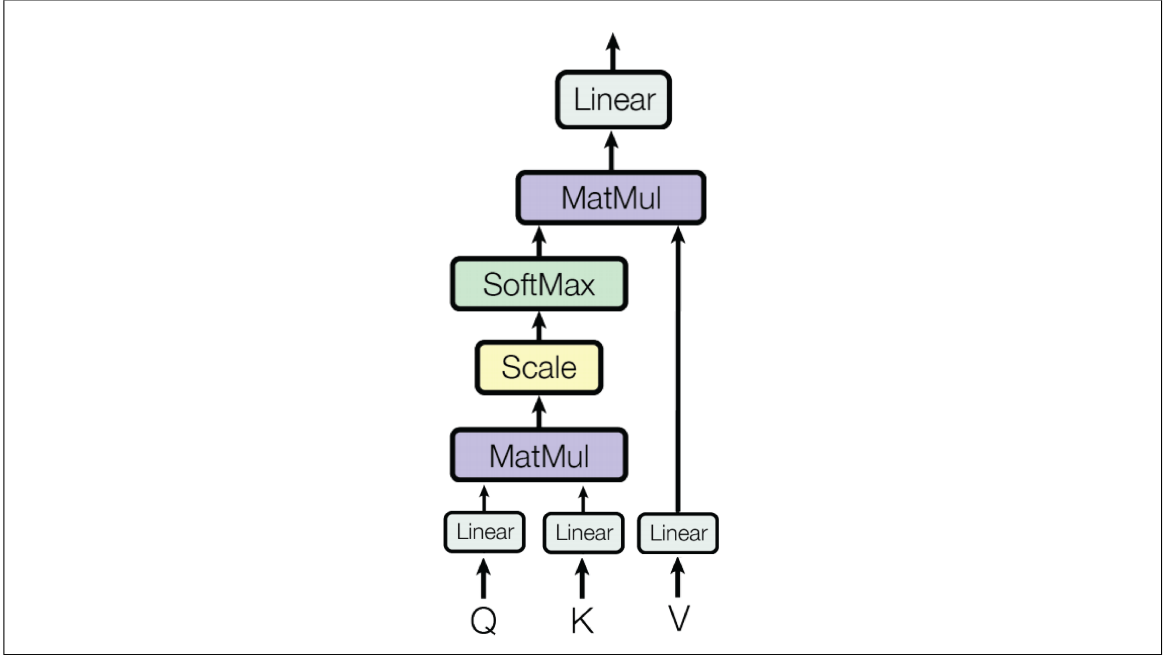 Linear
MatMul
SoftMax
Scale
MatMul
Linear Linear Linear
Q K V